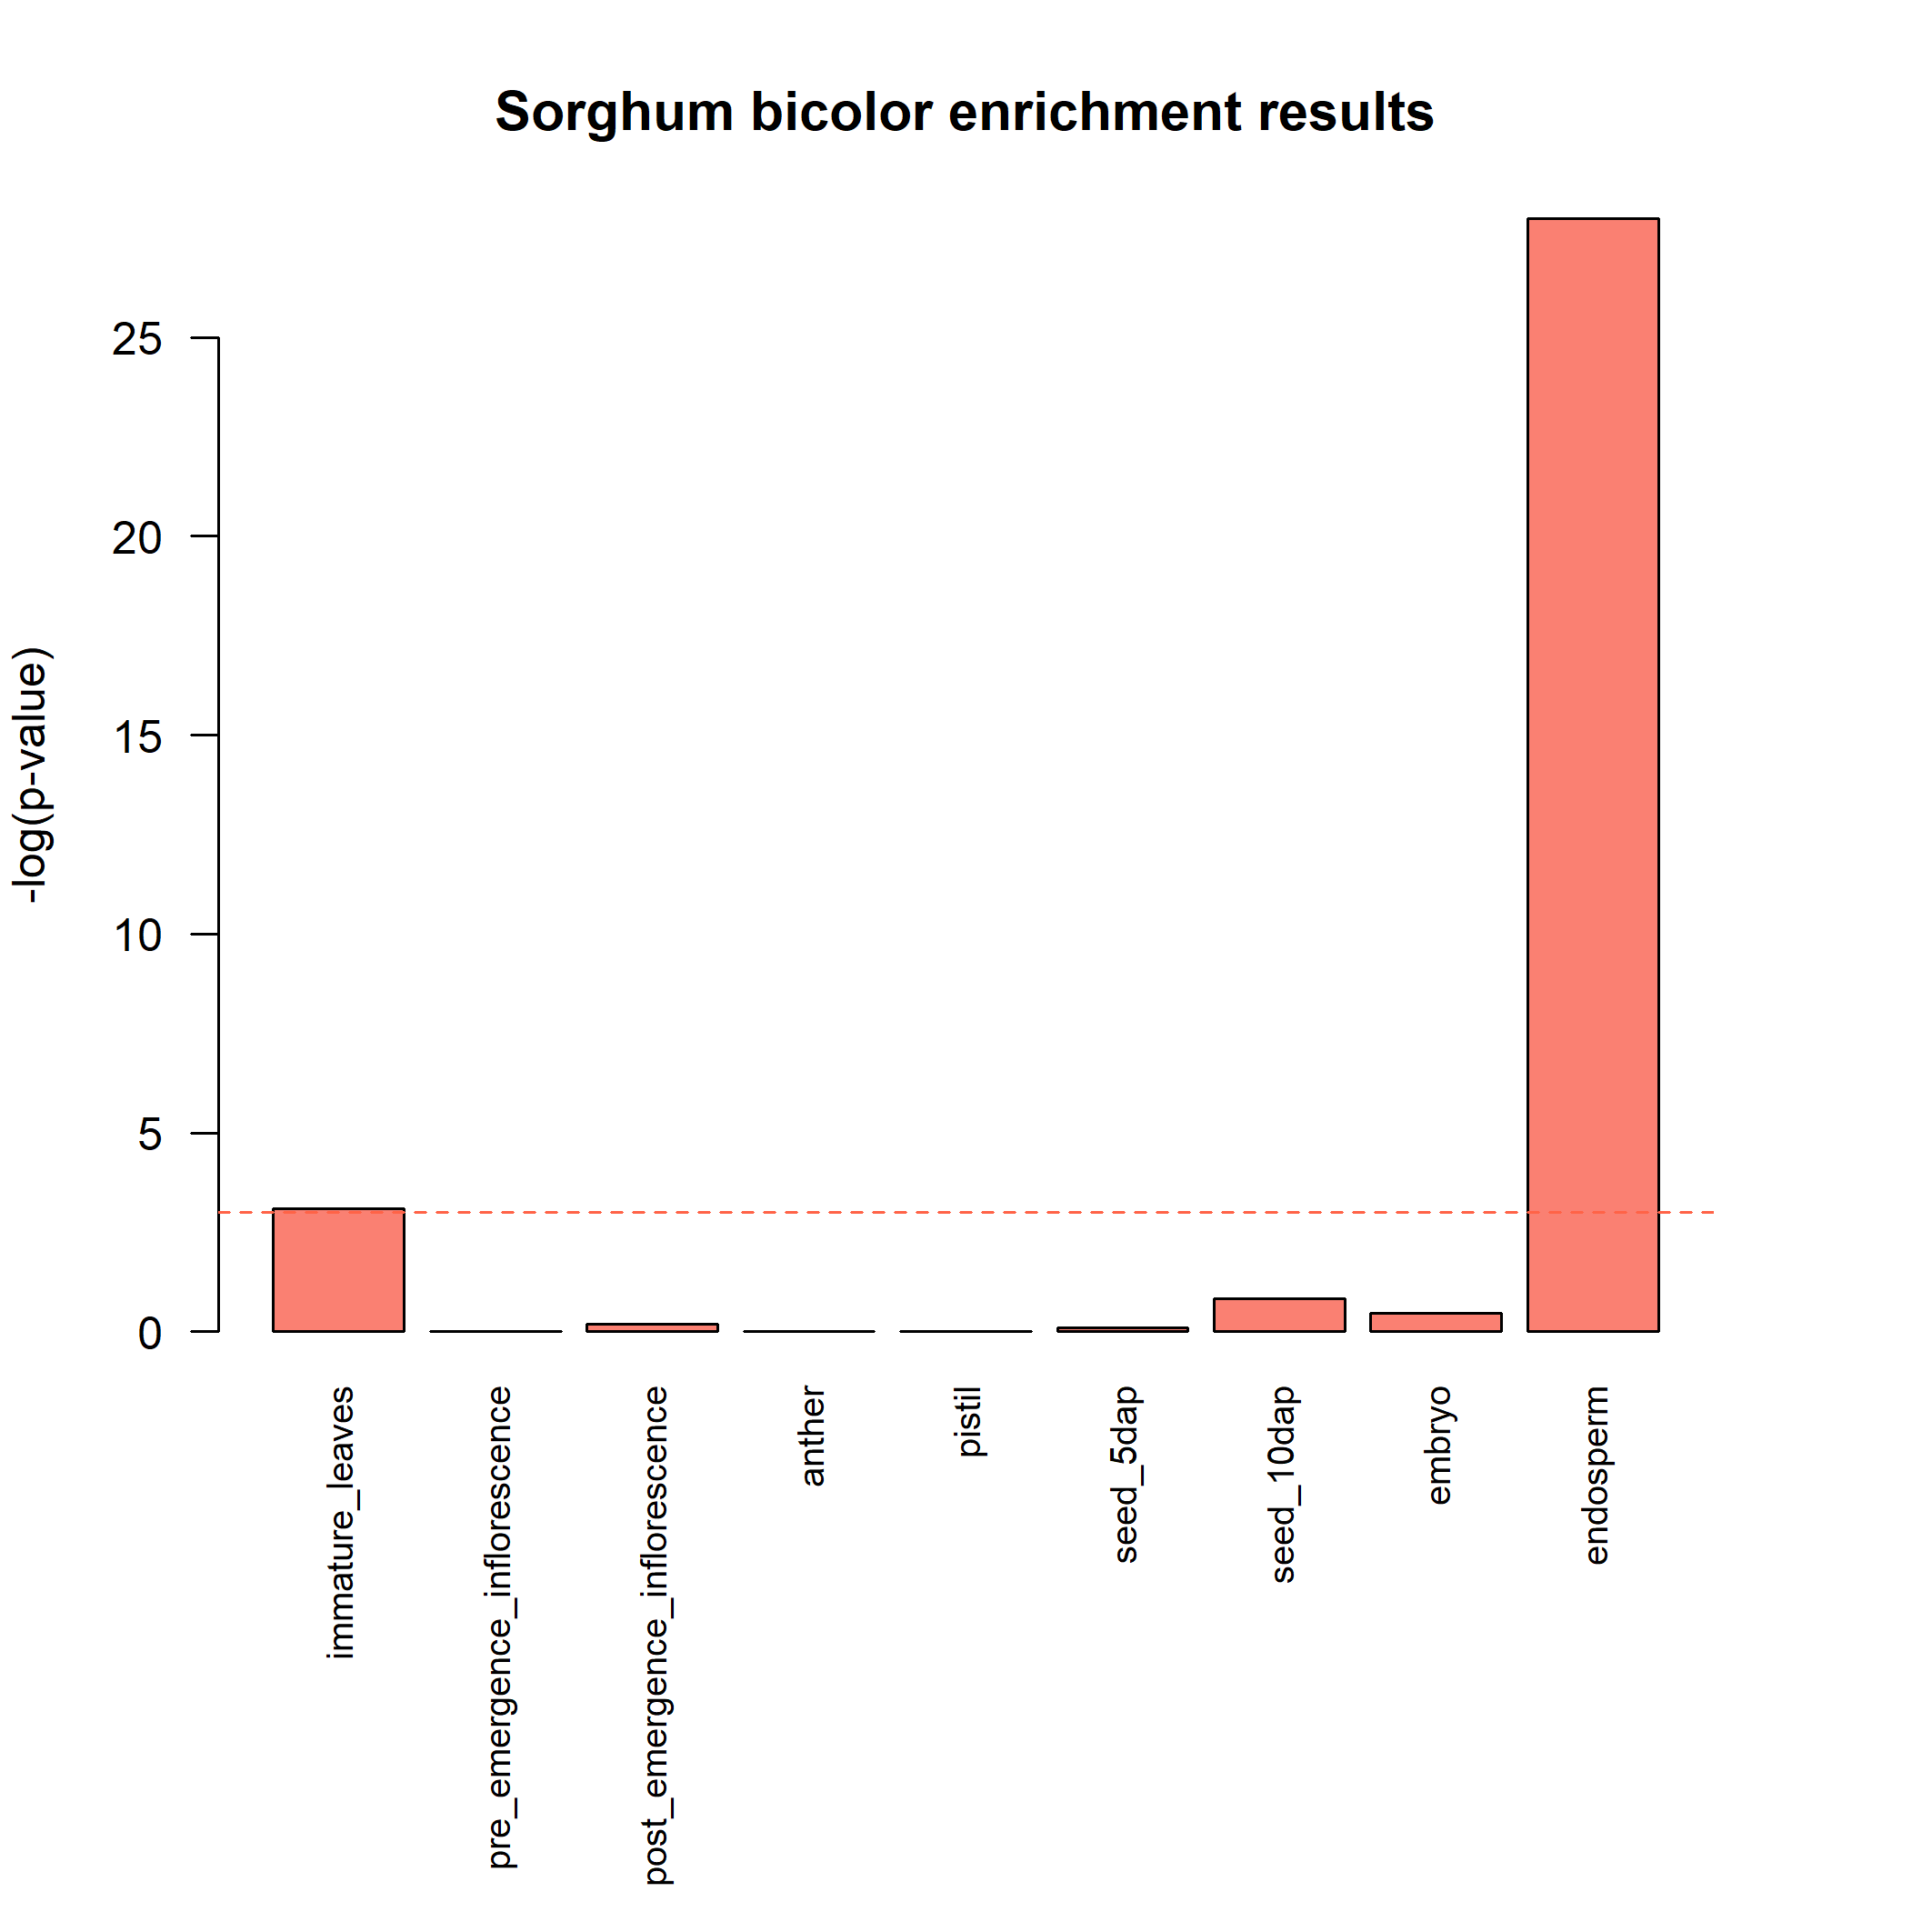 Sorghum bicolor enrichment results
-log(p-value)
25
20
15
10
5
0
immature_leaves
pre_emergence_inflorescence
post_emergence_inflorescence
anther
pistil
seed_5dap
seed_10dap
embryo
endosperm